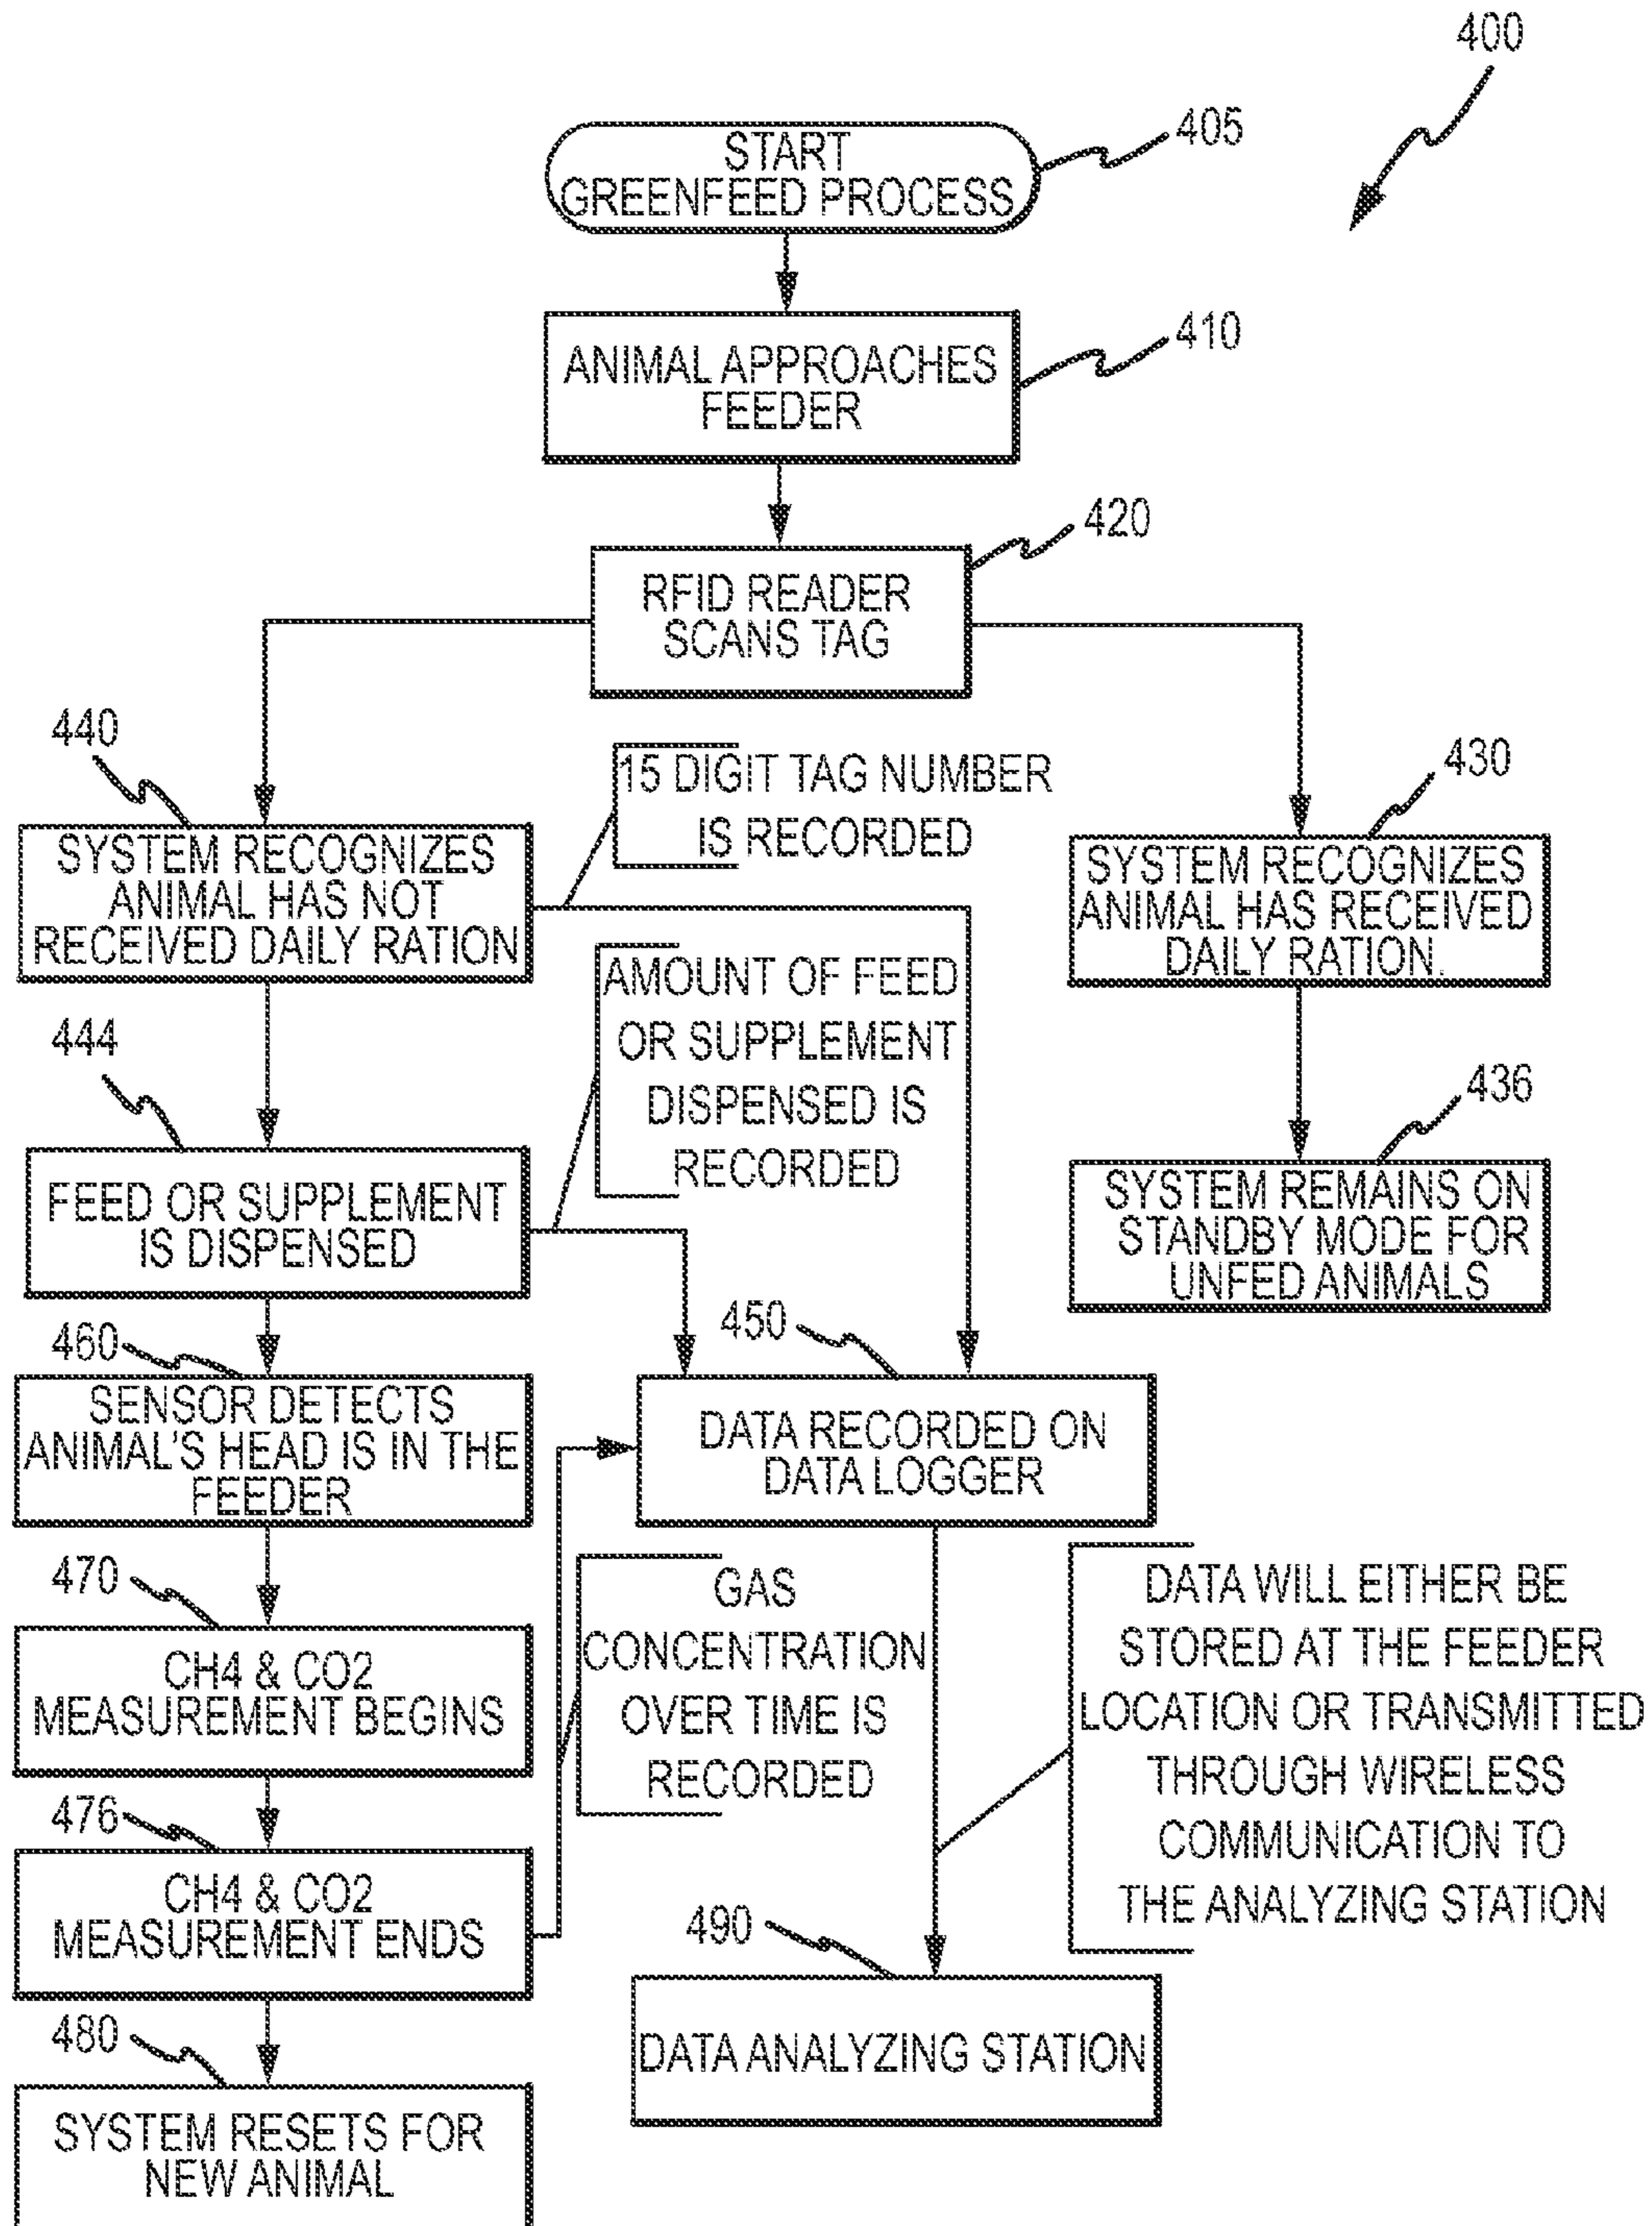 400
START
GREENFEED PROCESS
405
ANIMAL APPROACHES
FEEDER
410
RFID READER
SCANS TAG
420
440
SYSTEM RECOGNIZES
ANIMAL HAS NOT
RECEIVED DAILY RATION
15 DIGIT TAG NUMBER
IS RECORDED
430
SYSTEM RECOGNIZES
ANIMAL HAS RECEIVED
DAILY RATION.
444
FEED OR SUPPLEMENT
IS DISPENSED
AMOUNT OF FEED
OR SUPPLEMENT
DISPENSED IS
RECORDED
436
SYSTEM REMAINS ON
STANDBY MODE FOR
UNFED ANIMALS
460
SENSOR DETECTS
ANIMAL'S HEAD IS IN THE
FEEDER
450
DATA RECORDED ON
DATA LOGGER
470
CH4 & CO2
MEASUREMENT BEGINS
GAS
CONCENTRATION
OVER TIME IS
RECORDED
DATA WILL EITHER BE
STORED AT THE FEEDER
LOCATION OR TRANSMITTED
THROUGH WIRELESS
COMMUNICATION TO
THE ANALYZING STATION
476
CH4 & CO2
MEASUREMENT ENDS
490
DATA ANALYZING STATION
480
SYSTEM RESETS FOR
NEW ANIMAL